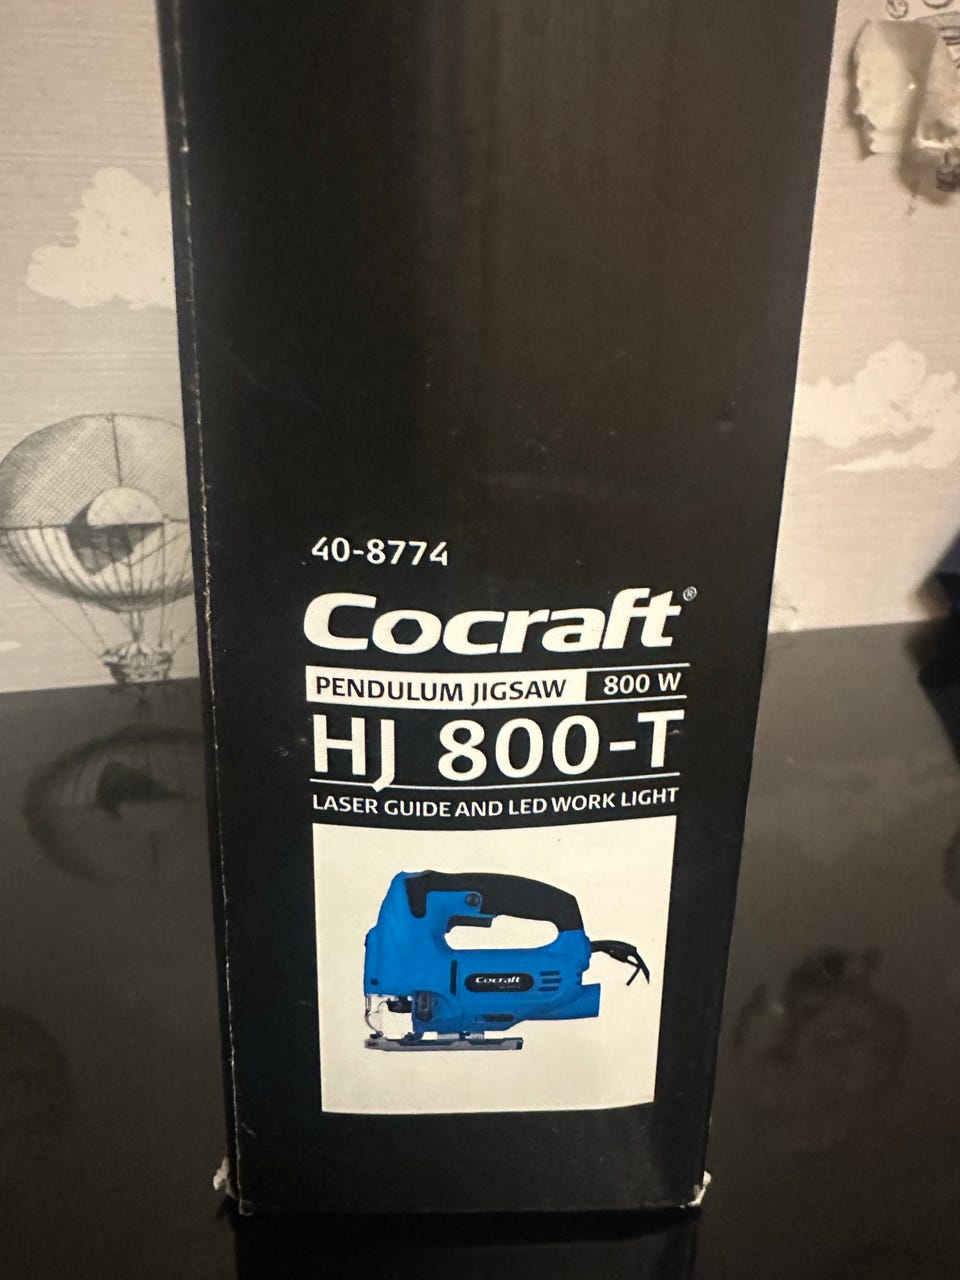 40-8774
Cocraft®
PENDULUM JIGSAW 800 W
HJ 800-T
LASER GUIDE AND LED WORK LIGHT
Cocraft